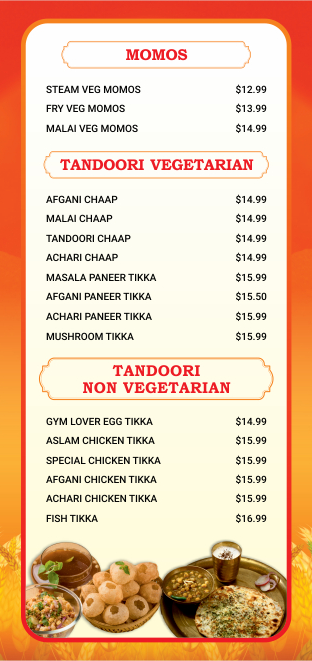 MOMOS
STEAM VEG MOMOS $12.99
FRY VEG MOMOS $13.99
MALAI VEG MOMOS $14.99
TANDOORI VEGETARIAN
AFGANI CHAAP $14.99
MALAI CHAAP $14.99
TANDOORI CHAAP $14.99
ACHARI CHAAP $14.99
MASALA PANEER TIKKA $15.99
AFGANI PANEER TIKKA $15.50
ACHARI PANEER TIKKA $15.99
MUSHROOM TIKKA $15.99
TANDOORI
NON VEGETARIAN
GYM LOVER EGG TIKKA $14.99
ASLAM CHICKEN TIKKA $15.99
SPECIAL CHICKEN TIKKA $15.99
AFGANI CHICKEN TIKKA $15.99
ACHARI CHICKEN TIKKA $15.99
FISH TIKKA $16.99